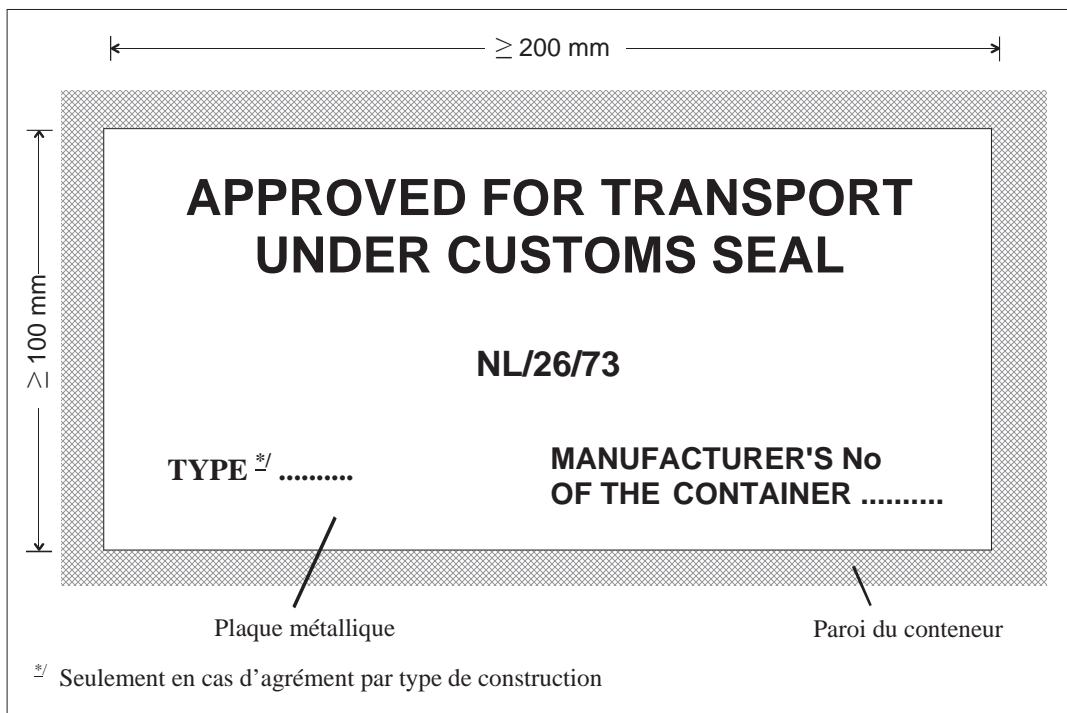 ≥ 200 mm
≥ 100 mm
APPROVED FOR TRANSPORT
UNDER CUSTOMS SEAL
NL/26/73
TYPE */ ..........
MANUFACTURER'S No
OF THE CONTAINER ..........
Plaque métallique
Paroi du conteneur
*/ Seulement en cas d’agrément par type de construction